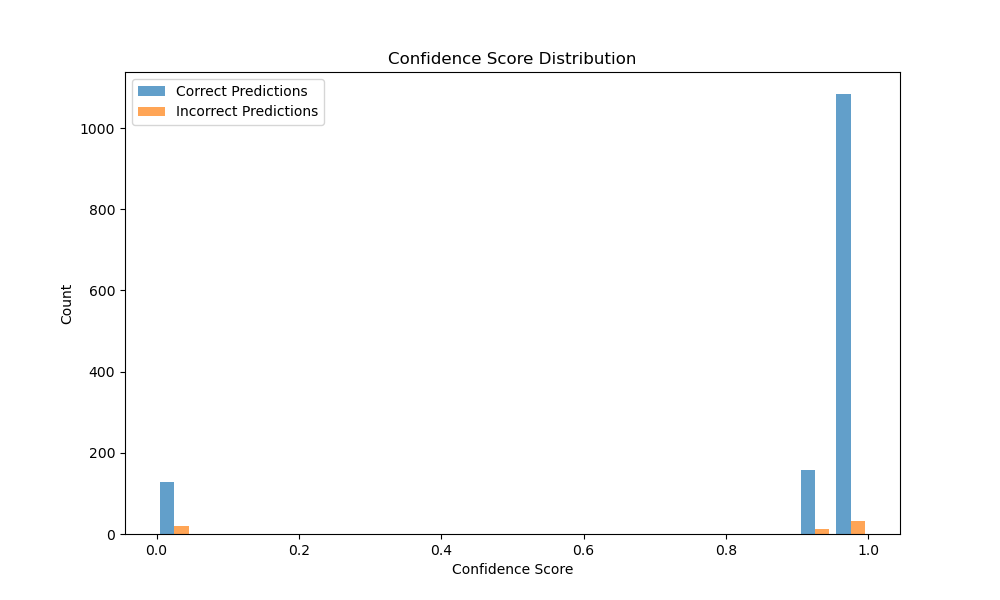 Confidence Score Distribution
Correct Predictions
Incorrect Predictions
1000
800
600
400
200
0
Count
0.0 0.2 0.4 0.6 0.8 1.0
Confidence Score